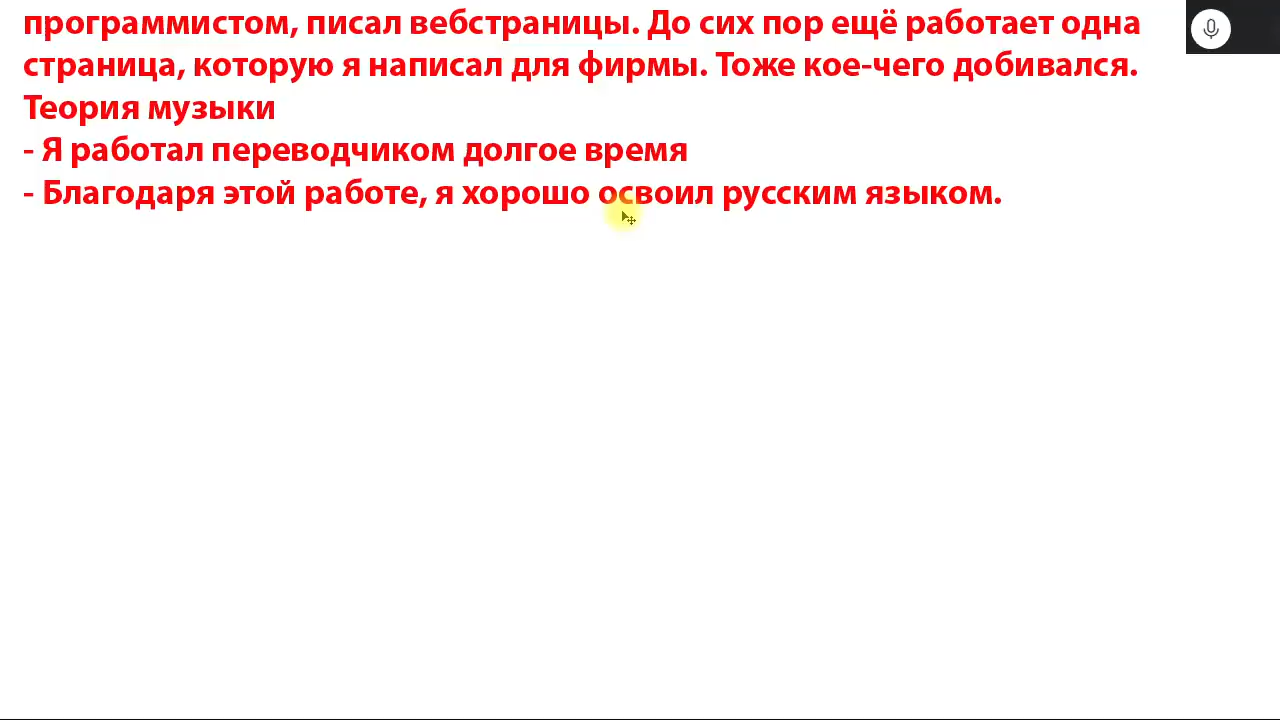 программистом, писал вебстраницы. До сих пор ещё работает одна
страница, которую я написал для фирмы. Тоже кое-чего добивался.
Теория музыки
- Я работал переводчиком долгое время
- Благодаря этой работе, я хорошо освоил русским языком.